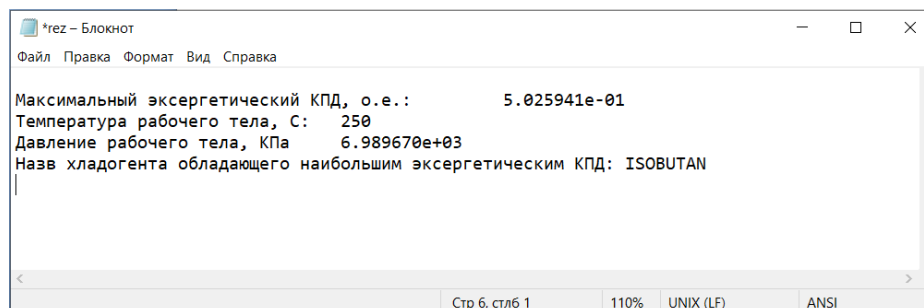 *rez – Блокнот
Файл Правка Формат Вид Справка
Максимальный эксергетический КПД, о.е.: 5.025941e-01
Температура рабочего тела, С: 250
Давление рабочего тела, КПа 6.989670e+03
Назв хладогента обладающего наибольшим эксергетическим КПД: ISOBUTAN
Стр 6, стлб 1 110% UNIX (LF) ANSI